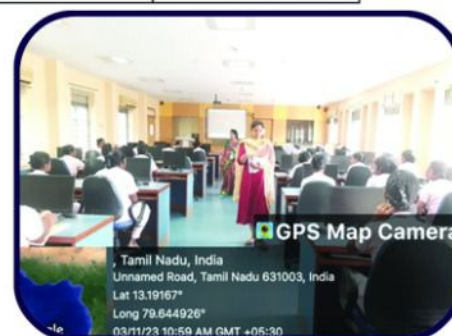 GPS Map Camera
, Tamil Nadu, India
Unnamed Road, Tamil Nadu 631003, India
Lat 13.19167°
Long 79.644926°
03/11/23 10:59 AM GMT +05:30